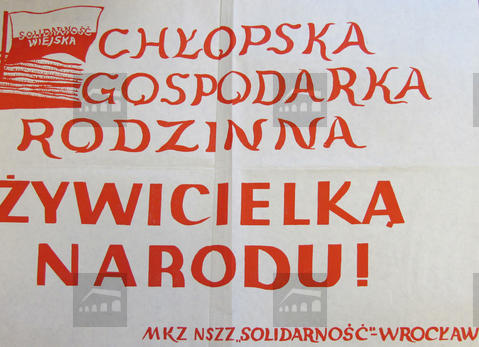 SOLIDARNOŚĆ
WIEJSKA
CHŁOPSKA
GOSPODARKA
RODZINNA
ŻYWICIELKĄ
NARODU!
MKZ NSZZ „SOLIDARNOŚĆ"-WROCŁAW